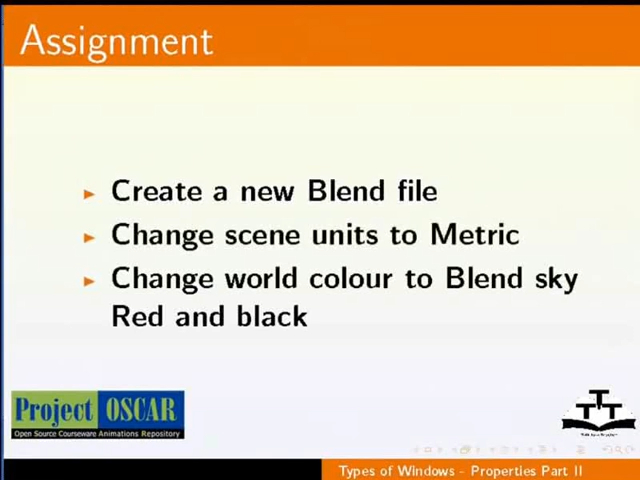 Assignment
Create a new Blend file
Change scene units to Metric
Change world colour to Blend sky
Red and black
Project OSCAR
Open Source Courseware Animations Repository
Types of Windows - Properties Part II